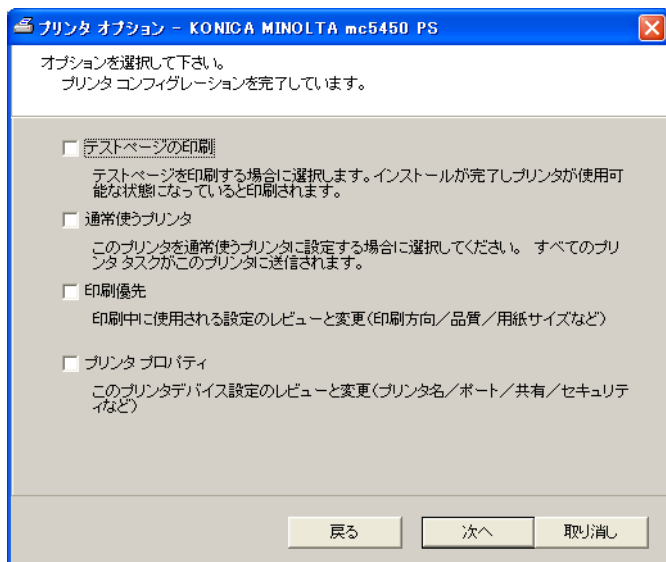 プリンタ オプション - KONICA MINOLTA mc5450 PS
オプションを選択して下さい。
プリンタ コンフィグレーションを完了しています。
テストページの印刷
テストページを印刷する場合に選択します。インストールが完了しプリンタが使用可
能な状態になっていると印刷されます。
通常使うプリンタ
このプリンタを通常使うプリンタに設定する場合に選択してください。 すべてのプリ
ンタ タスクがこのプリンタに送信されます。
印刷優先
印刷中に使用される設定のレビューと変更(印刷方向/品質/用紙サイズなど)
プリンタ プロパティ
このプリンタデバイス設定のレビューと変更(プリンタ名/ポート/共有/セキュリテ
ィなど)
戻る
次へ
取り消し